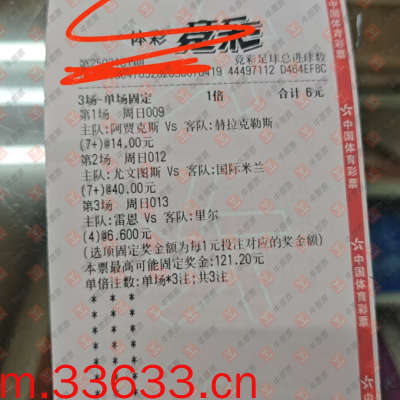 体彩 竞彩
竞彩足球总进球数
44497112 D464EF8C
3场-单场固定 1倍 合计 6元
第1场 周日009
主队:阿贾克斯 Vs 客队:赫拉克勒斯
(7+)@14.00元
第2场 周日012
主队:尤文图斯 Vs 客队:国际米兰
(7+)@40.00元
第3场 周日013
主队:雷恩 Vs 客队:里尔
(4)@6.600元
(选项固定奖金额为每1元投注对应的奖金额)
本票最高可能固定奖金:121.20元
单倍注数:单场*3注;共3注
* * *
* * *
* * *
* * *
* * *
* * *
* * *
中国体育彩票
中国体育彩票
m.33633.cn